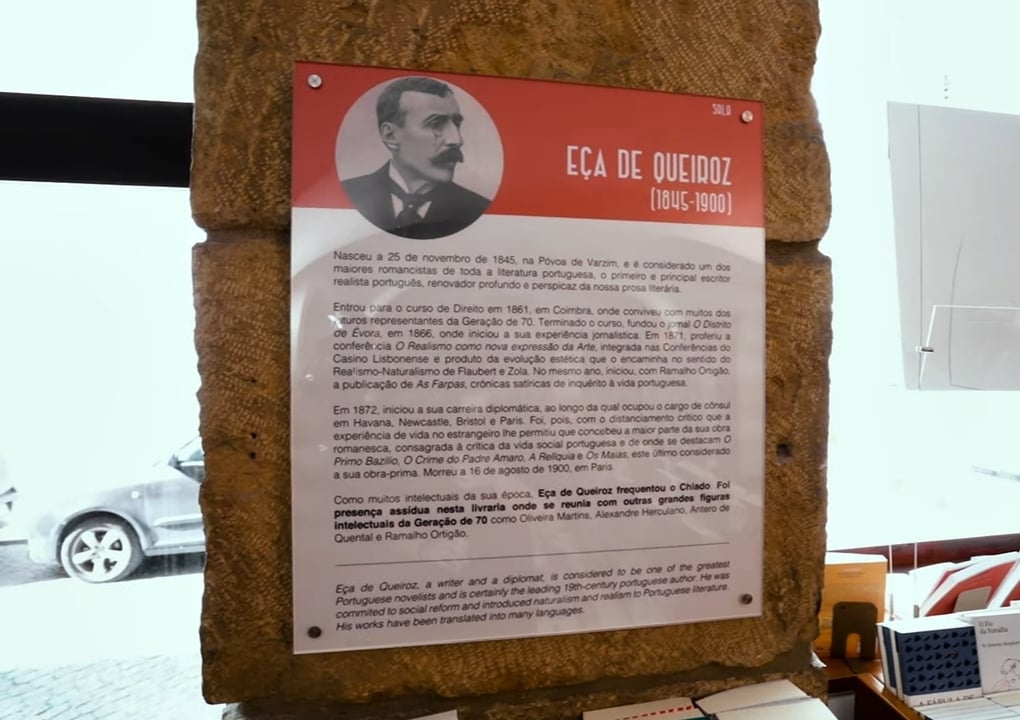 SALA
EÇA DE QUEIROZ
(1845-1900)
Nasceu a 25 de novembro de 1845, na Póvoa de Varzim, e é considerado um dos
maiores romancistas de toda a literatura portuguesa, o primeiro e principal escritor
realista português, renovador profundo e perspicaz da nossa prosa literária.
Entrou para o curso de Direito em 1861, em Coimbra, onde conviveu com muitos dos
futuros representantes da Geração de 70. Terminado o curso, fundou o jornal O Distrito
de Évora, em 1866, onde iniciou a sua experiência jornalística. Em 1871, proferiu a
conferência O Realismo como nova expressão da Arte, integrada nas Conferências do
Casino Lisbonense e produto da evolução estética que o encaminha no sentido do
Realismo-Naturalismo de Flaubert e Zola. No mesmo ano, iniciou, com Ramalho Ortigão,
a publicação de As Farpas, crónicas satíricas de inquérito à vida portuguesa.
Em 1872, iniciou a sua carreira diplomática, ao longo da qual ocupou o cargo de cônsul
em Havana, Newcastle, Bristol e Paris. Foi, pois, com o distanciamento crítico que a
experiência de vida no estrangeiro lhe permitiu que concebeu a maior parte da sua obra
romanesca, consagrada à crítica da vida social portuguesa e de onde se destacam O
Primo Bazilio, O Crime do Padre Amaro, A Relíquia e Os Maias, este último considerado
a sua obra-prima. Morreu a 16 de agosto de 1900, em Paris.
Como muitos intelectuais da sua época, Eça de Queiroz frequentou o Chiado. Foi
presença assídua nesta livraria onde se reunia com outras grandes figuras
intelectuais da Geração de 70 como Oliveira Martins, Alexandre Herculano, Antero de
Quental e Ramalho Ortigão.
Eça de Queiroz, a writer and a diplomat, is considered to be one of the greatest
Portuguese novelists and is certainly the leading 19th-century portuguese author. He was
commited to social reform and introduced naturalism and realism to Portuguese literature.
His works have been translated into many languages.
O Fio
da Navalha